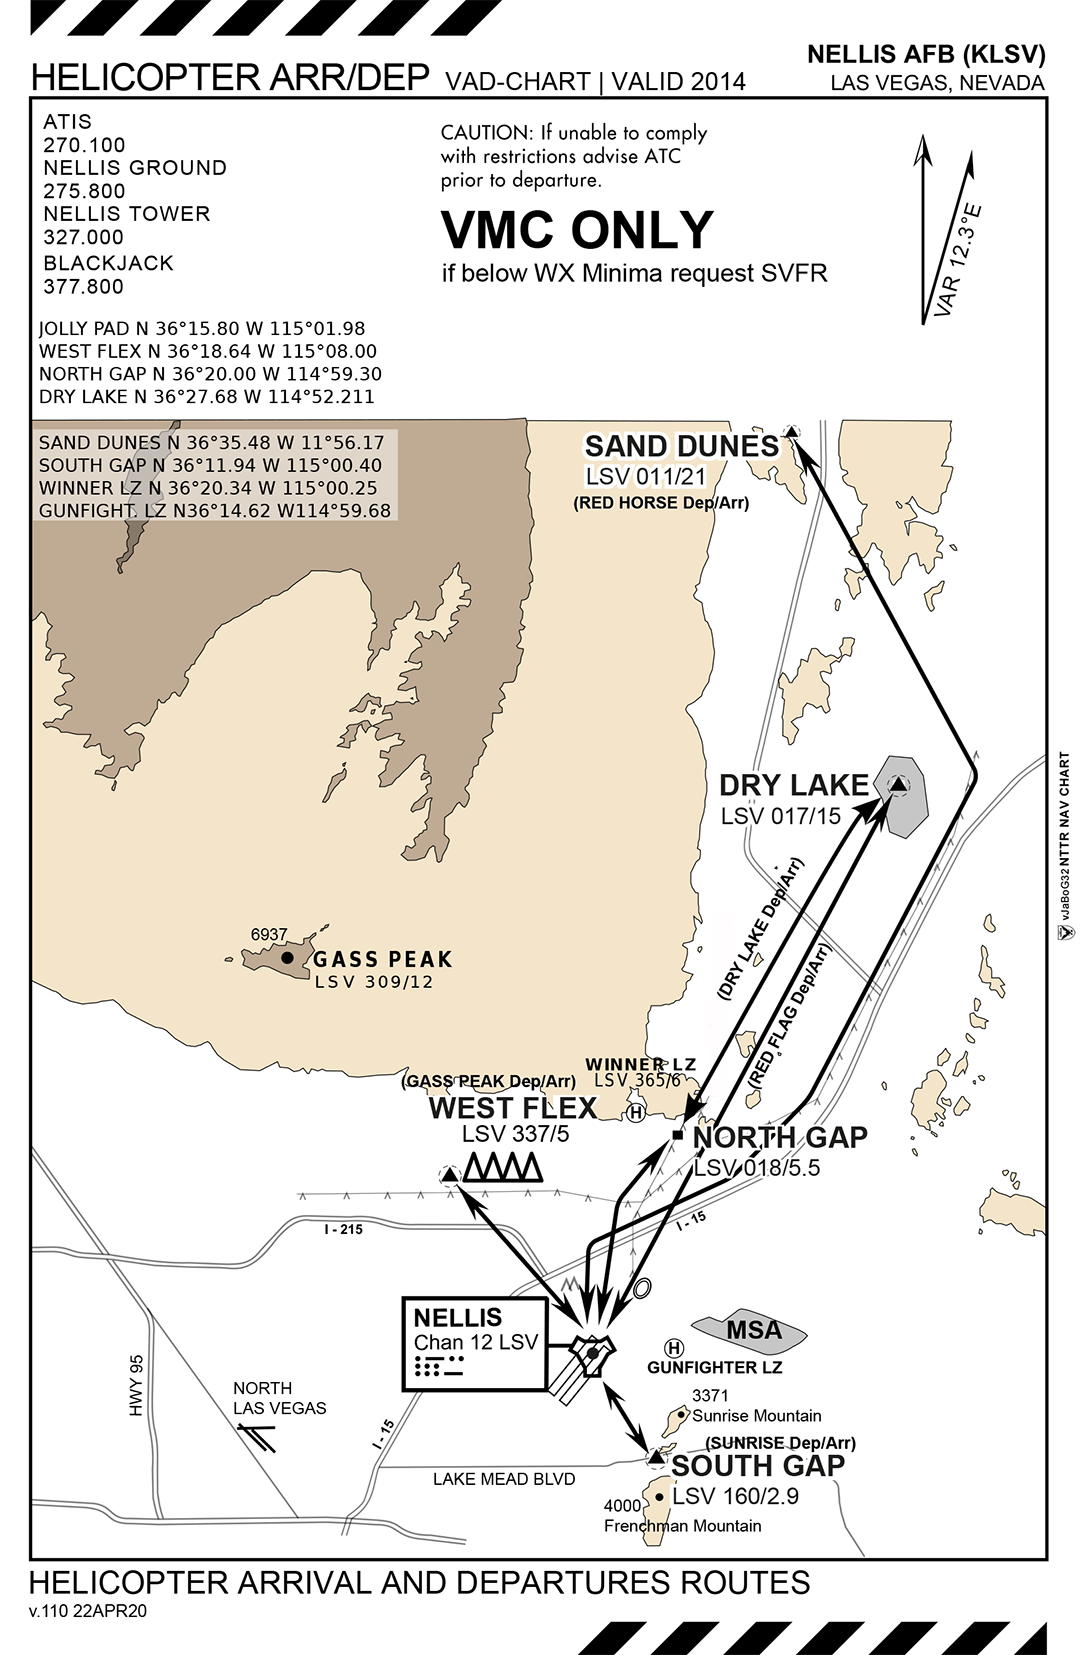 NELLIS AFB (KLSV)
HELICOPTER ARR/DEP VAD-CHART | VALID 2014
LAS VEGAS, NEVADA
ATIS
270.100
NELLIS GROUND
275.800
NELLIS TOWER
327.000
BLACKJACK
377.800
CAUTION: If unable to comply
with restrictions advise ATC
prior to departure.
VMC ONLY
if below WX Minima request SVFR
VAR 12.3°E
JOLLY PAD N 36°15.80 W 115°01.98
WEST FLEX N 36°18.64 W 115°08.00
NORTH GAP N 36°20.00 W 114°59.30
DRY LAKE N 36°27.68 W 114°52.211
SAND DUNES N 36°35.48 W 11°56.17
SOUTH GAP N 36°11.94 W 115°00.40
WINNER LZ N 36°20.34 W 115°00.25
GUNFIGHT. LZ N36°14.62 W114°59.68
SAND DUNES
LSV 011/21
(RED HORSE Dep/Arr)
DRY LAKE
LSV 017/15
(DRY LAKE Dep/Arr)
(RED FLAG Dep/Arr)
6937
GASS PEAK
LSV 309/12
WINNER LZ
LSV 365/6
(GASS PEAK Dep/Arr)
WEST FLEX
LSV 337/5
H
NORTH GAP
LSV 018/5.5
I - 215
I - 15
NELLIS
Chan 12 LSV
MSA
H
GUNFIGHTER LZ
HWY 95
NORTH
LAS VEGAS
I - 15
3371
Sunrise Mountain
(SUNRISE Dep/Arr)
SOUTH GAP
LSV 160/2.9
LAKE MEAD BLVD
4000
Frenchman Mountain
vJaBoG32 NTTR NAV CHART
HELICOPTER ARRIVAL AND DEPARTURES ROUTES
v.110 22APR20